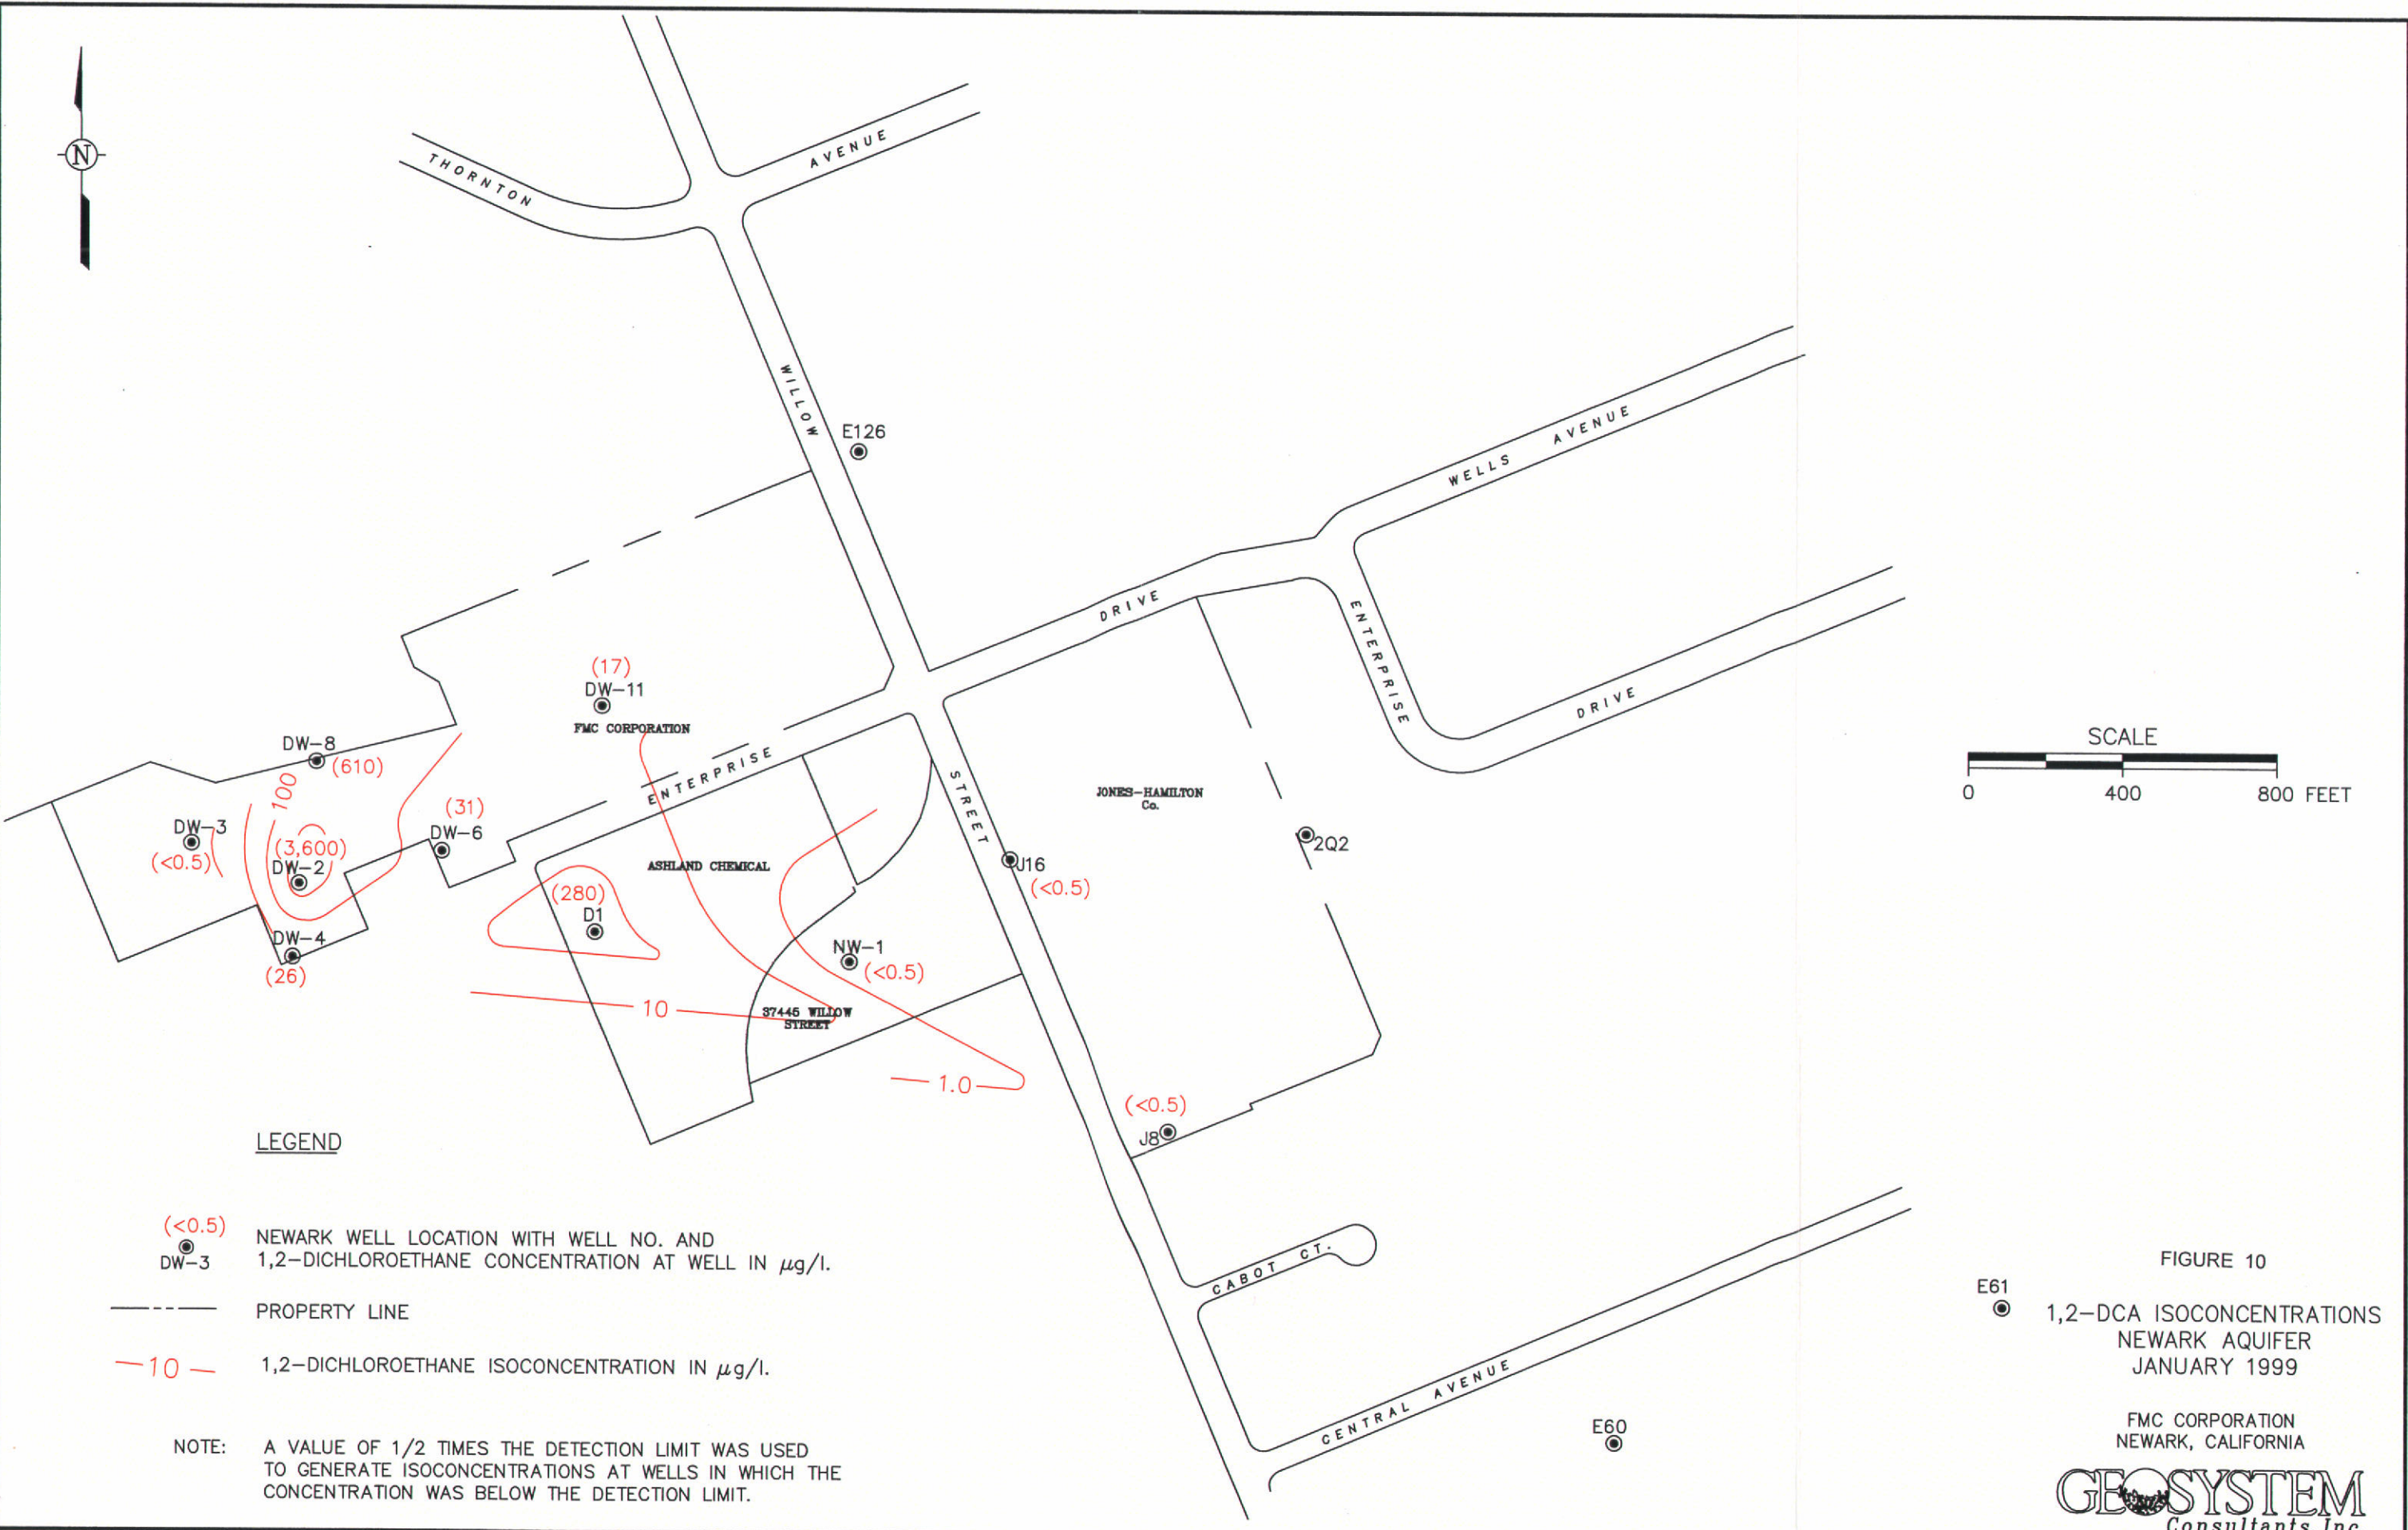 N
THORNTON
AVENUE
WILLOW
E126
WELLS AVENUE
DRIVE
ENTERPRISE
DRIVE
(17)
DW-11
FMC CORPORATION
DW-8
(610)
100
ENTERPRISE
STREET
JONES-HAMILTON
Co.
SCALE
0 400 800 FEET
DW-3
(<0.5)
(3,600)
DW-2
(31)
DW-6
ASHLAND CHEMICAL
J16
(<0.5)
2Q2
(280)
D1
DW-4
(26)
NW-1
(<0.5)
10
37445 WILLOW
STREET
1.0
(<0.5)
J8
LEGEND
(<0.5)
DW-3
NEWARK WELL LOCATION WITH WELL NO. AND
1,2-DICHLOROETHANE CONCENTRATION AT WELL IN µg/l.
PROPERTY LINE
10
1,2-DICHLOROETHANE ISOCONCENTRATION IN µg/l.
NOTE: A VALUE OF 1/2 TIMES THE DETECTION LIMIT WAS USED
TO GENERATE ISOCONCENTRATIONS AT WELLS IN WHICH THE
CONCENTRATION WAS BELOW THE DETECTION LIMIT.
CABOT CT.
CENTRAL AVENUE
E60
E61
FIGURE 10
1,2-DCA ISOCONCENTRATIONS
NEWARK AQUIFER
JANUARY 1999
FMC CORPORATION
NEWARK, CALIFORNIA
GEOSYSTEM
Consultants, Inc.